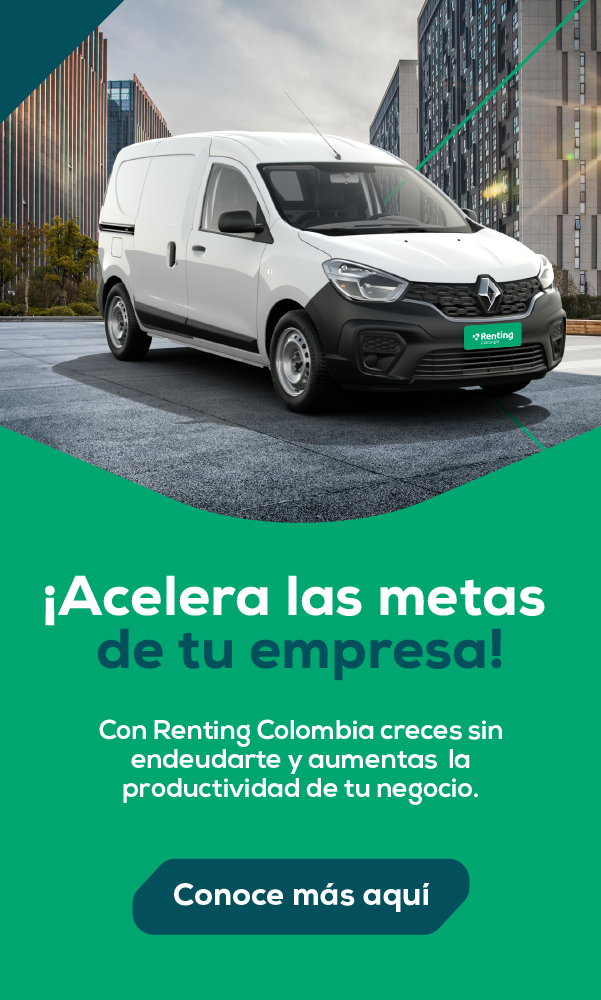 Renting
Colombia
¡Acelera las metas
de tu empresa!
Con Renting Colombia creces sin
endeudarte y aumentas la
productividad de tu negocio.
Conoce más aquí